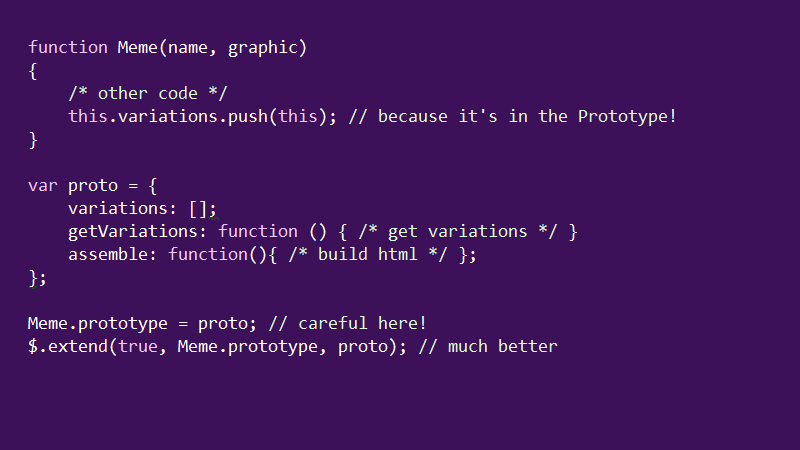 function Meme(name, graphic)
{
    /* other code */
    this.variations.push(this); // because it's in the Prototype!
}

var proto = {
    variations: [];
    getVariations: function () { /* get variations */ }
    assemble: function(){ /* build html */ };
};

Meme.prototype = proto; // careful here!
$.extend(true, Meme.prototype, proto); // much better